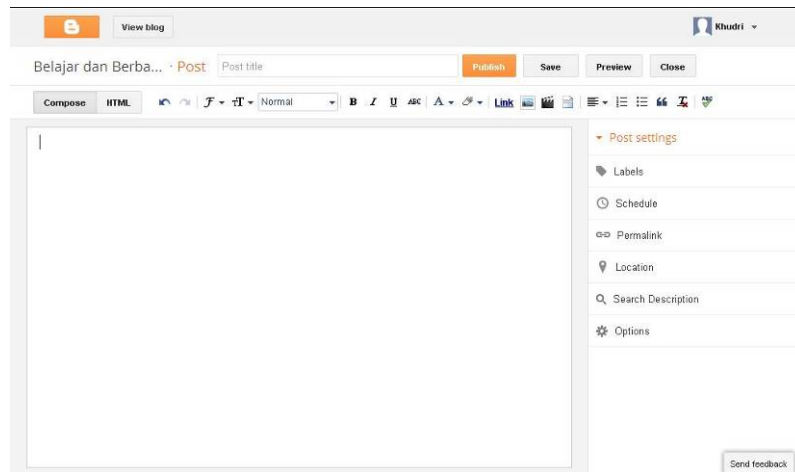 View blog
Khudri
Belajar dan Berba... · Post Post title Publish Save Preview Close
Compose HTML Normal B I U ABC A Link
Post settings
Labels
Schedule
Permalink
Location
Search Description
Options
Send feedback